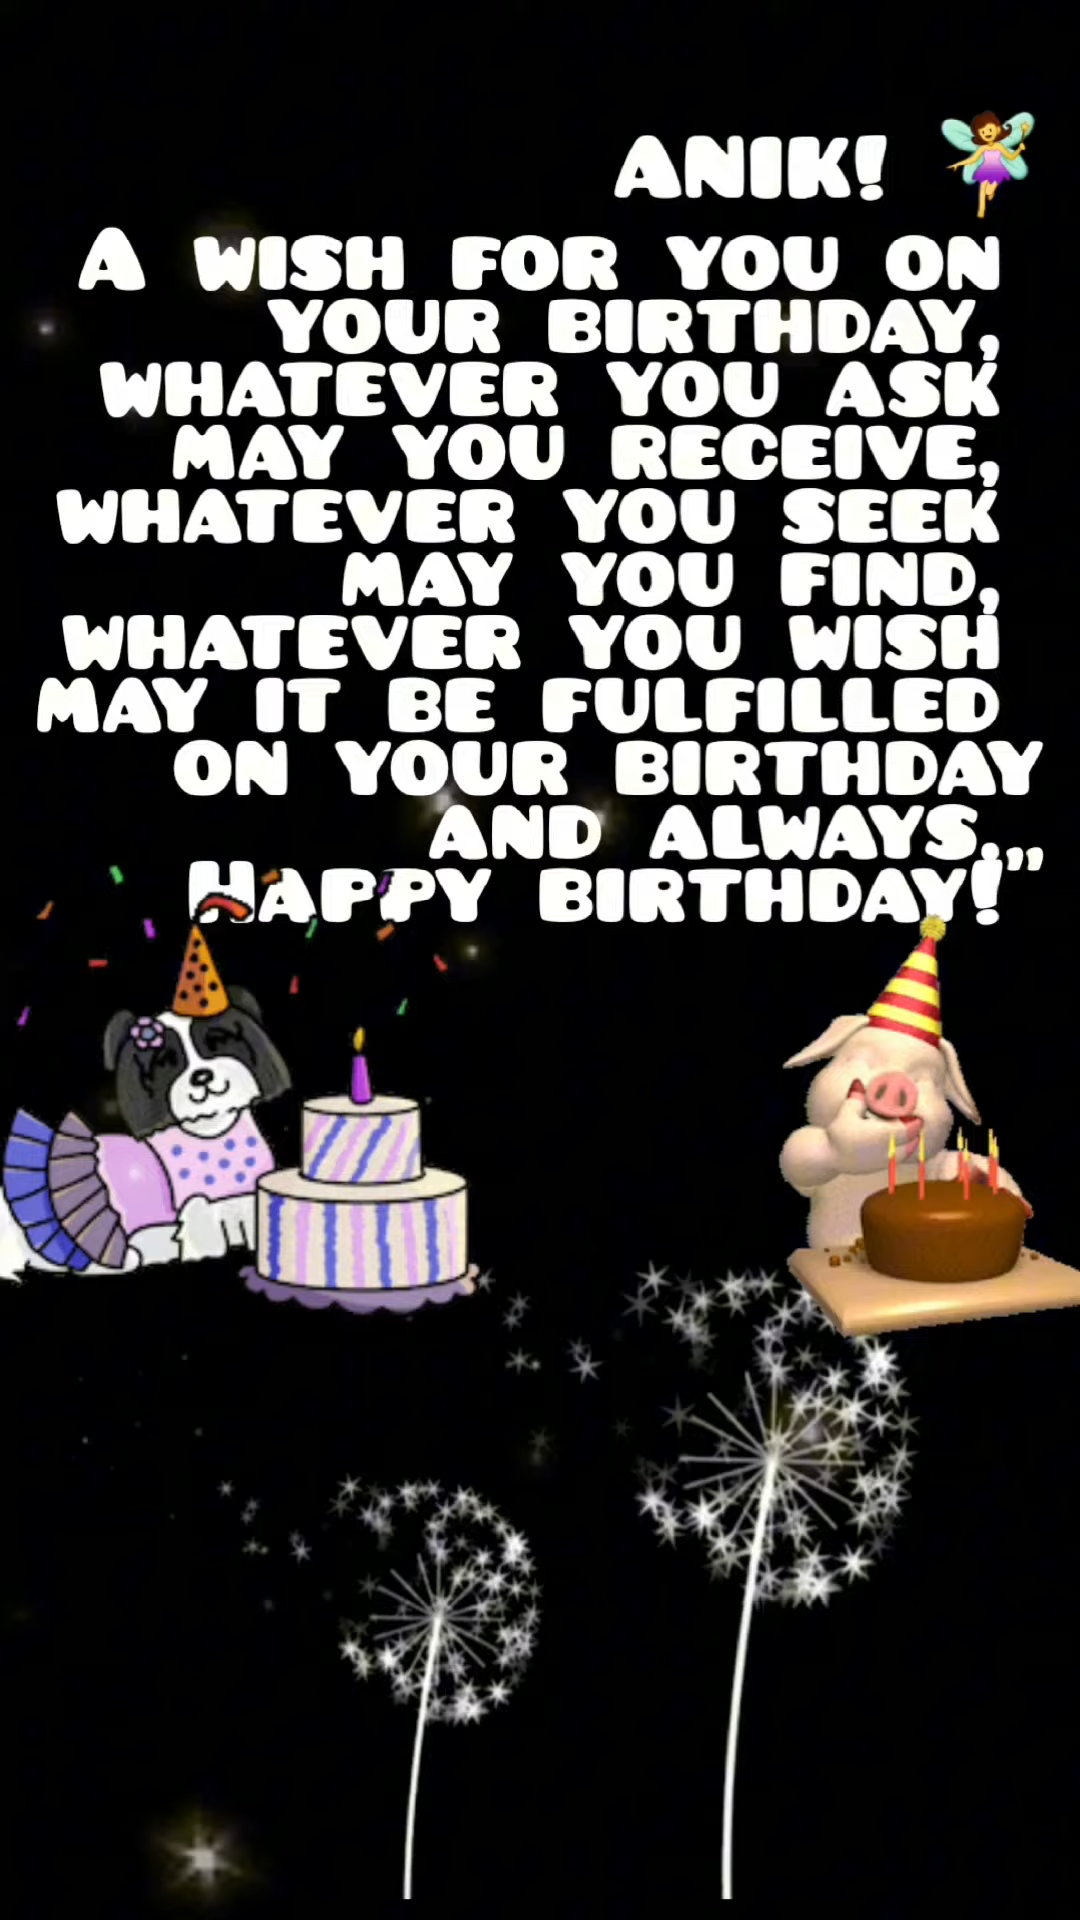 ANIK! 🧚‍♀️
A WISH FOR YOU ON
YOUR BIRTHDAY,
WHATEVER YOU ASK
MAY YOU RECEIVE,
WHATEVER YOU SEEK
MAY YOU FIND,
WHATEVER YOU WISH
MAY IT BE FULFILLED
ON YOUR BIRTHDAY
AND ALWAYS.,,
HAPPY BIRTHDAY!